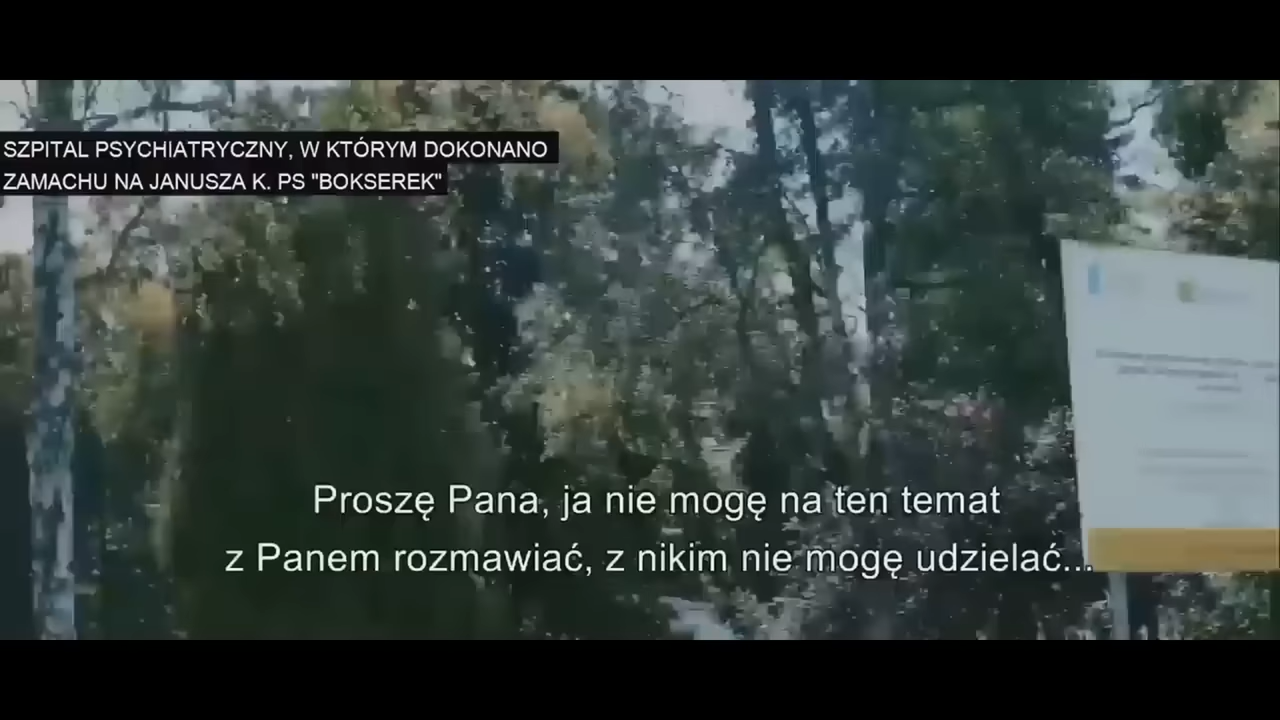 SZPITAL PSYCHIATRYCZNY, W KTÓRYM DOKONANO
ZAMACHU NA JANUSZA K. PS "BOKSEREK"
Proszę Pana, ja nie mogę na ten temat
z Panem rozmawiać, z nikim nie mogę udzielać...